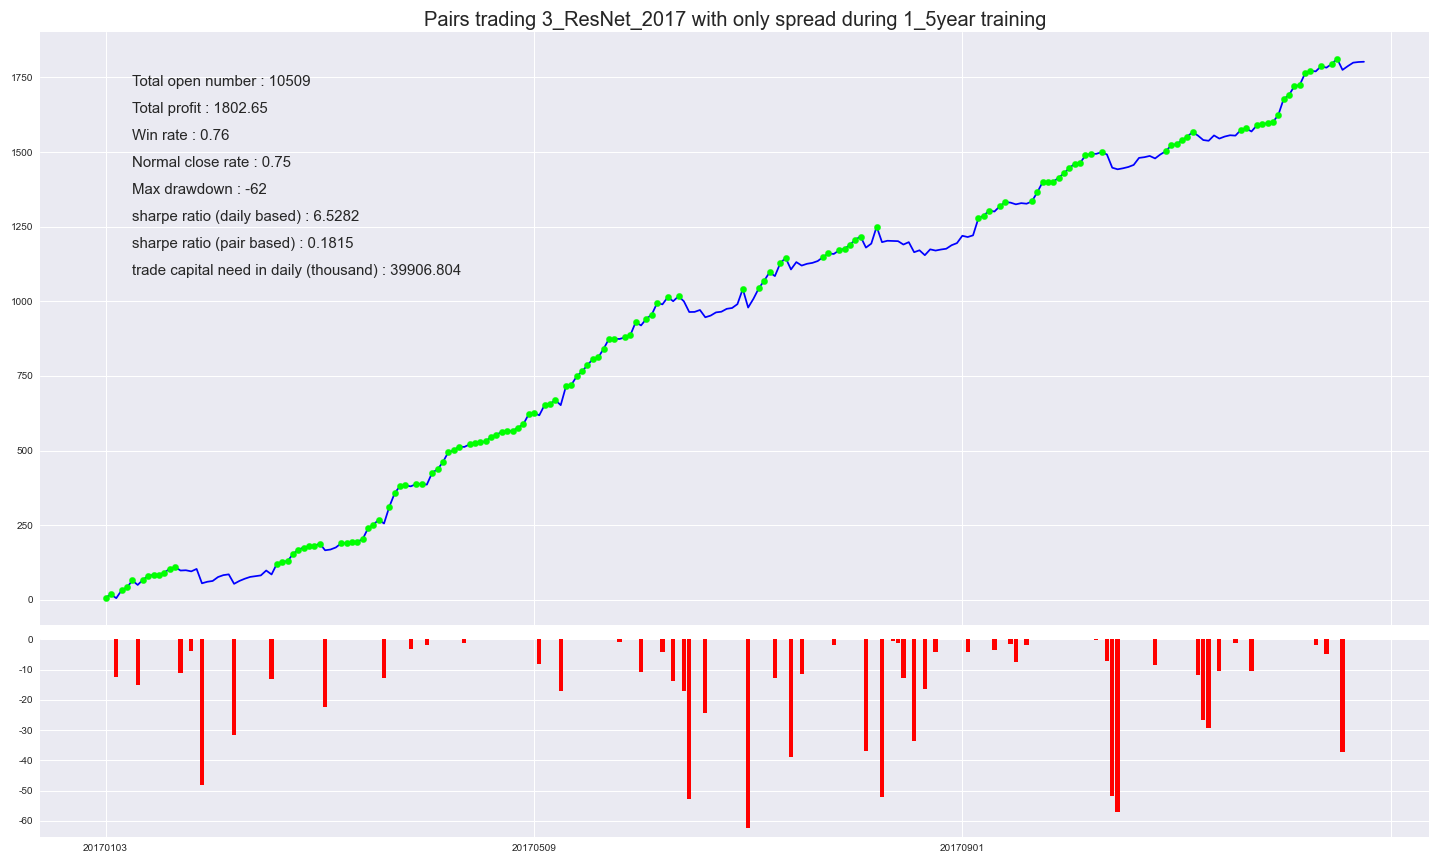 Pairs trading 3_ResNet_2017 with only spread during 1_5year training
Total open number : 10509
Total profit : 1802.65
Win rate : 0.76
Normal close rate : 0.75
Max drawdown : -62
sharpe ratio (daily based) : 6.5282
sharpe ratio (pair based) : 0.1815
trade capital need in daily (thousand) : 39906.804
1750
1500
1250
1000
750
500
250
0
0
-10
-20
-30
-40
-50
-60
20170103
20170509
20170901